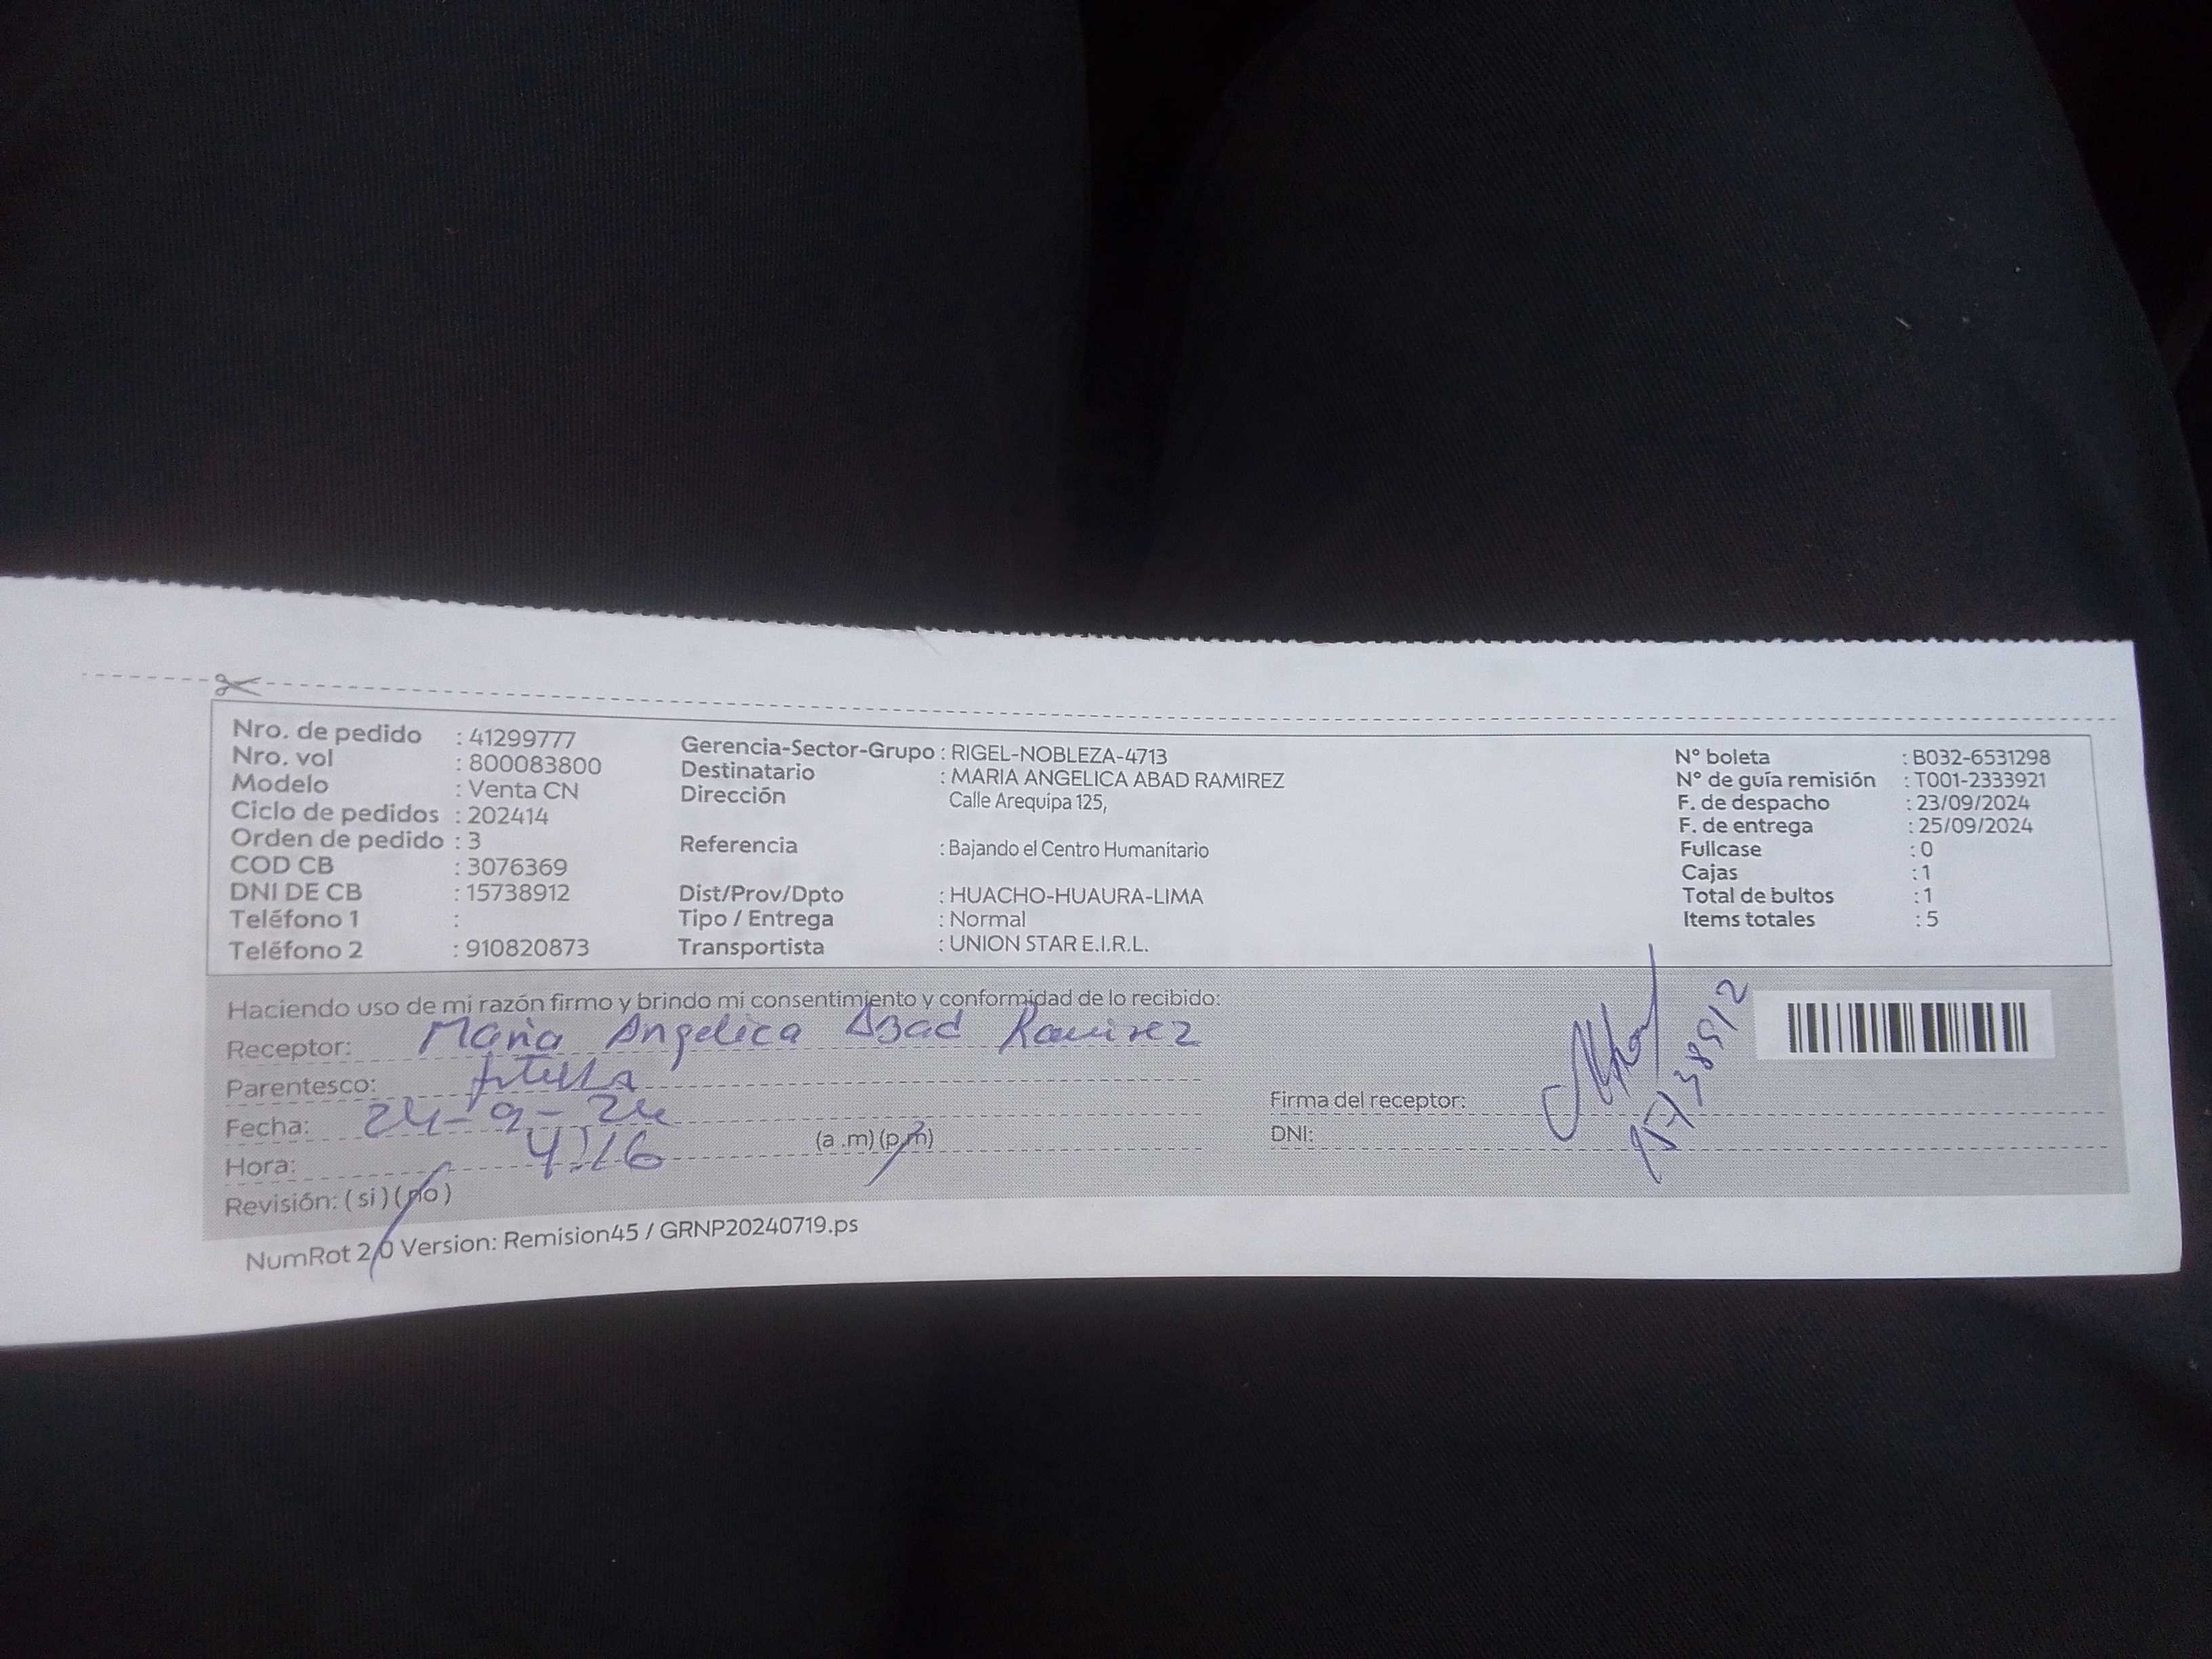 Nro. de pedido : 41299777
Nro. vol : 800083800
Modelo : Venta CN
Ciclo de pedidos : 202414
Orden de pedido : 3
COD CB : 3076369
DNI DE CB : 15738912
Teléfono 1 :
Teléfono 2 : 910820873
Gerencia-Sector-Grupo : RIGEL-NOBLEZA-4713
Destinatario : MARIA ANGELICA ABAD RAMIREZ
Dirección Calle Arequipa 125,
Referencia : Bajando el Centro Humanitario
Dist/Prov/Dpto : HUACHO-HUAURA-LIMA
Tipo / Entrega : Normal
Transportista : UNION STAR E.I.R.L.
N° boleta : B032-6531298
N° de guía remisión : T001-2333921
F. de despacho : 23/09/2024
F. de entrega : 25/09/2024
Fullcase : 0
Cajas : 1
Total de bultos : 1
Items totales : 5
Haciendo uso de mi razón firmo y brindo mi consentimiento y conformidad de lo recibido:
Receptor: Maria Angelica Abad Ramirez
Parentesco:
Fecha: 24-9-24
Hora: 4:16 (a .m) (p.m)
Revisión: ( si ) ( no )
Firma del receptor:
DNI: 15738912
NumRot 2.0 Version: Remision45 / GRNP20240719.ps